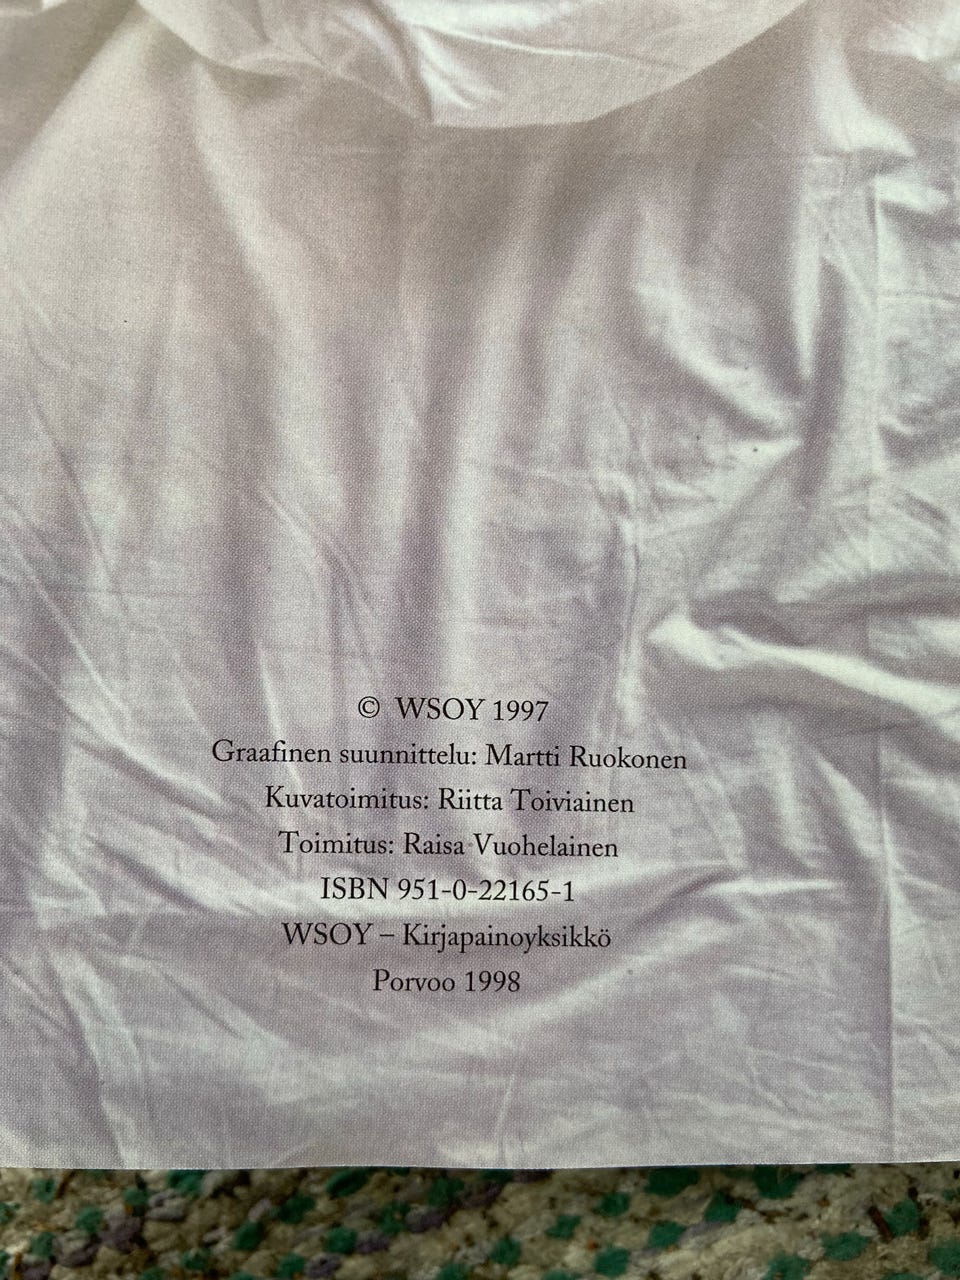 © WSOY 1997
Graafinen suunnittelu: Martti Ruokonen
Kuvatoimitus: Riitta Toiviainen
Toimitus: Raisa Vuohelainen
ISBN 951-0-22165-1
WSOY – Kirjapainoyksikkö
Porvoo 1998